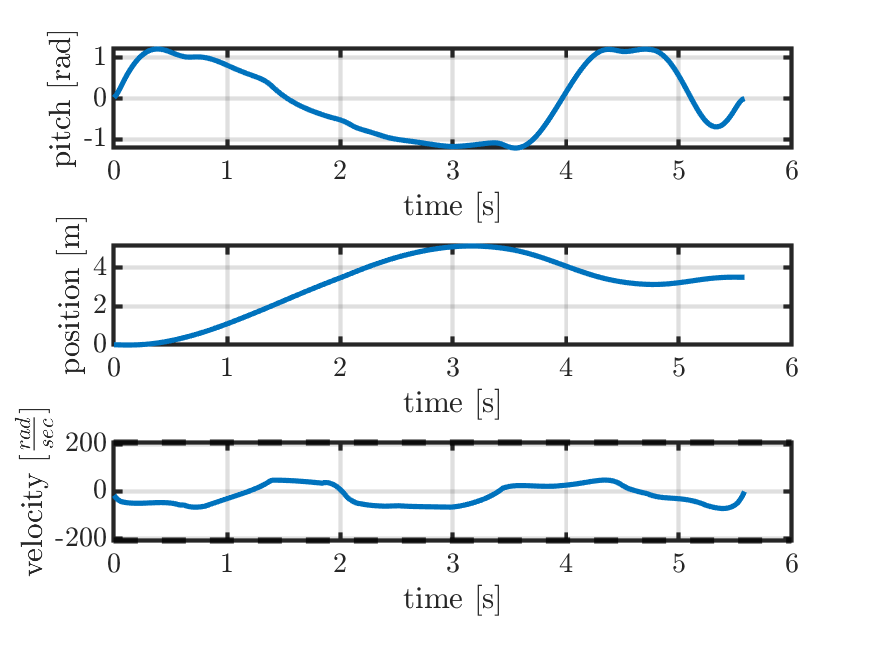 pitch [rad]
1
0
-1
0 1 2 3 4 5 6
time [s]
position [m]
4
2
0
0 1 2 3 4 5 6
time [s]
velocity [rad/sec]
200
0
-200
0 1 2 3 4 5 6
time [s]